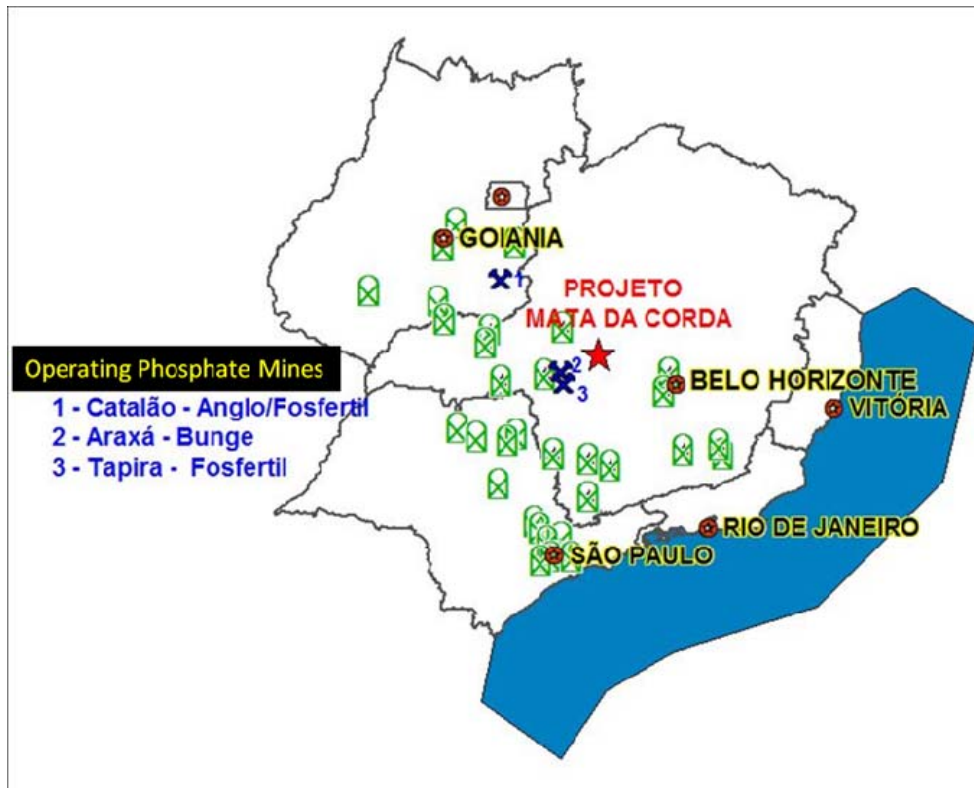 GOIANIA
1
PROJETO
MATA DA CORDA
Operating Phosphate Mines
2
3
BELO HORIZONTE
VITÓRIA
1 - Catalão - Anglo/Fosfertil
2 - Araxá - Bunge
3 - Tapira - Fosfertil
RIO DE JANEIRO
SÃO PAULO